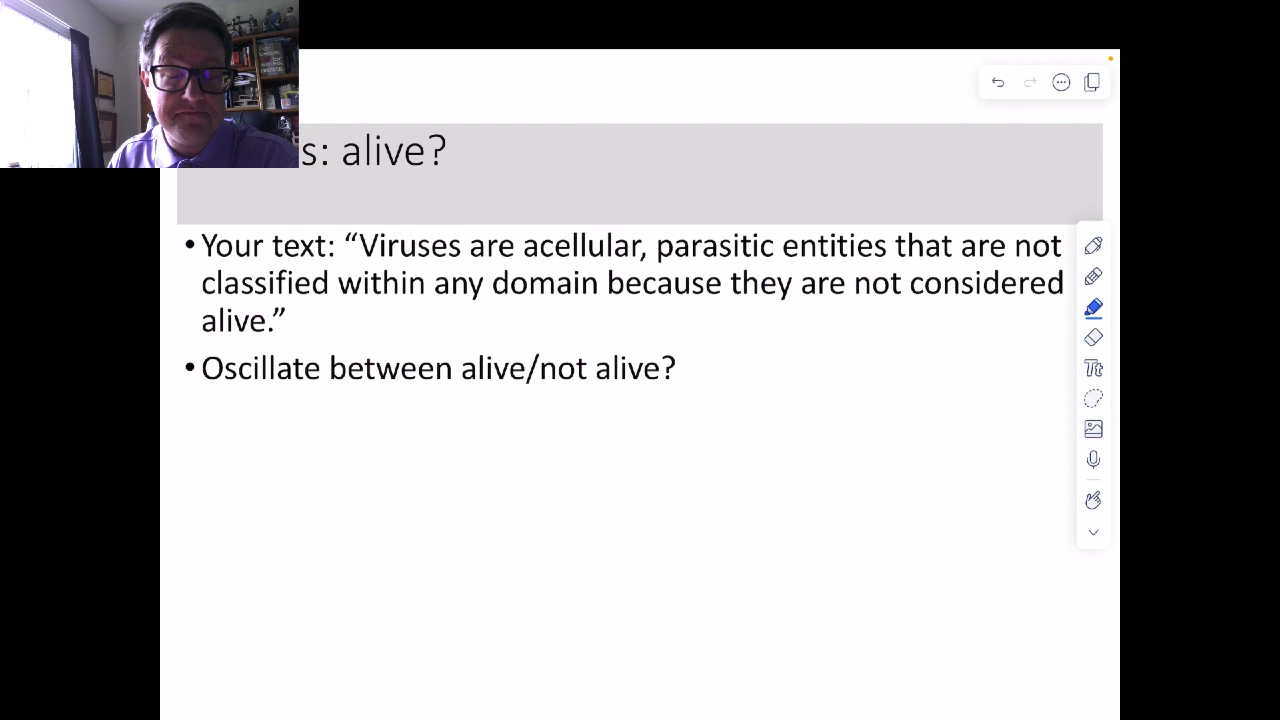 s: alive?
• Your text: “Viruses are acellular, parasitic entities that are not
classified within any domain because they are not considered
alive.”
• Oscillate between alive/not alive?
Tt